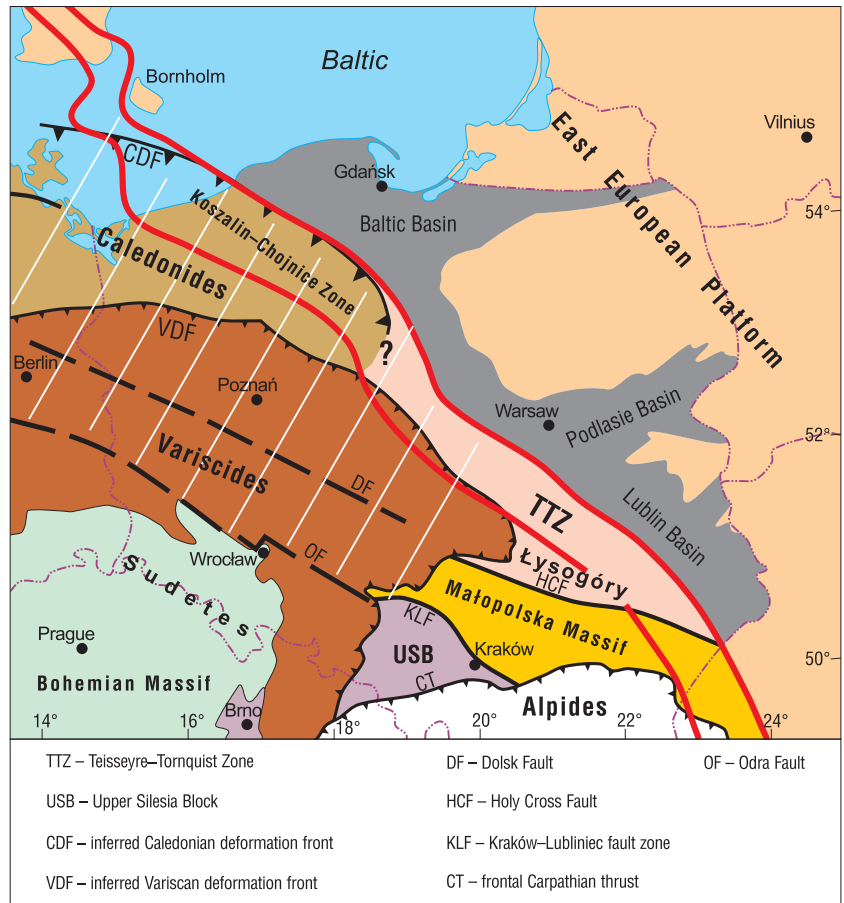 Baltic
Bornholm
Vilnius
East European Platform
CDF
Gdańsk
Koszalin–Chojnice Zone
Baltic Basin
54°
Caledonides
VDF
?
Berlin
Poznań
Warsaw
Podlasie Basin
52°
Variscides
DF
TTZ
Lublin Basin
OF
Wrocław
Łysogóry
HCF
Sudetes
Małopolska Massif
KLF
Prague
USB
Kraków
50°
Bohemian Massif
CT
Brno
Alpides
14° 16° 18° 20° 22° 24°
TTZ – Teisseyre–Tornquist Zone
DF – Dolsk Fault
OF – Odra Fault
USB – Upper Silesia Block
HCF – Holy Cross Fault
CDF – inferred Caledonian deformation front
KLF – Kraków–Lubliniec fault zone
VDF – inferred Variscan deformation front
CT – frontal Carpathian thrust